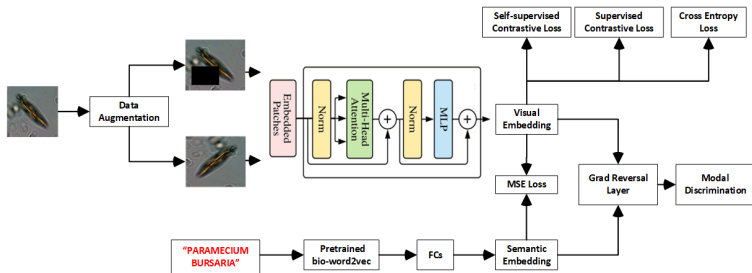 Self-supervised
Contrastive Loss
Supervised
Contrastive Loss
Cross Entropy
Loss
Data
Augmentation
Embedded
Patches
Norm
Multi-Head
Attention
+
Norm
MLP
+
Visual
Embedding
MSE Loss
Grad Reversal
Layer
Modal
Discrimination
"PARAMECIUM
BURSARIA"
Pretrained
bio-word2vec
FCs
Semantic
Embedding